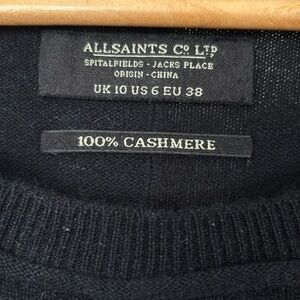 ALLSAINTS Co LTD
SPITALFIELDS - JACKS PLACE
ORIGIN - CHINA
UK 10 US 6 EU 38
100% CASHMERE